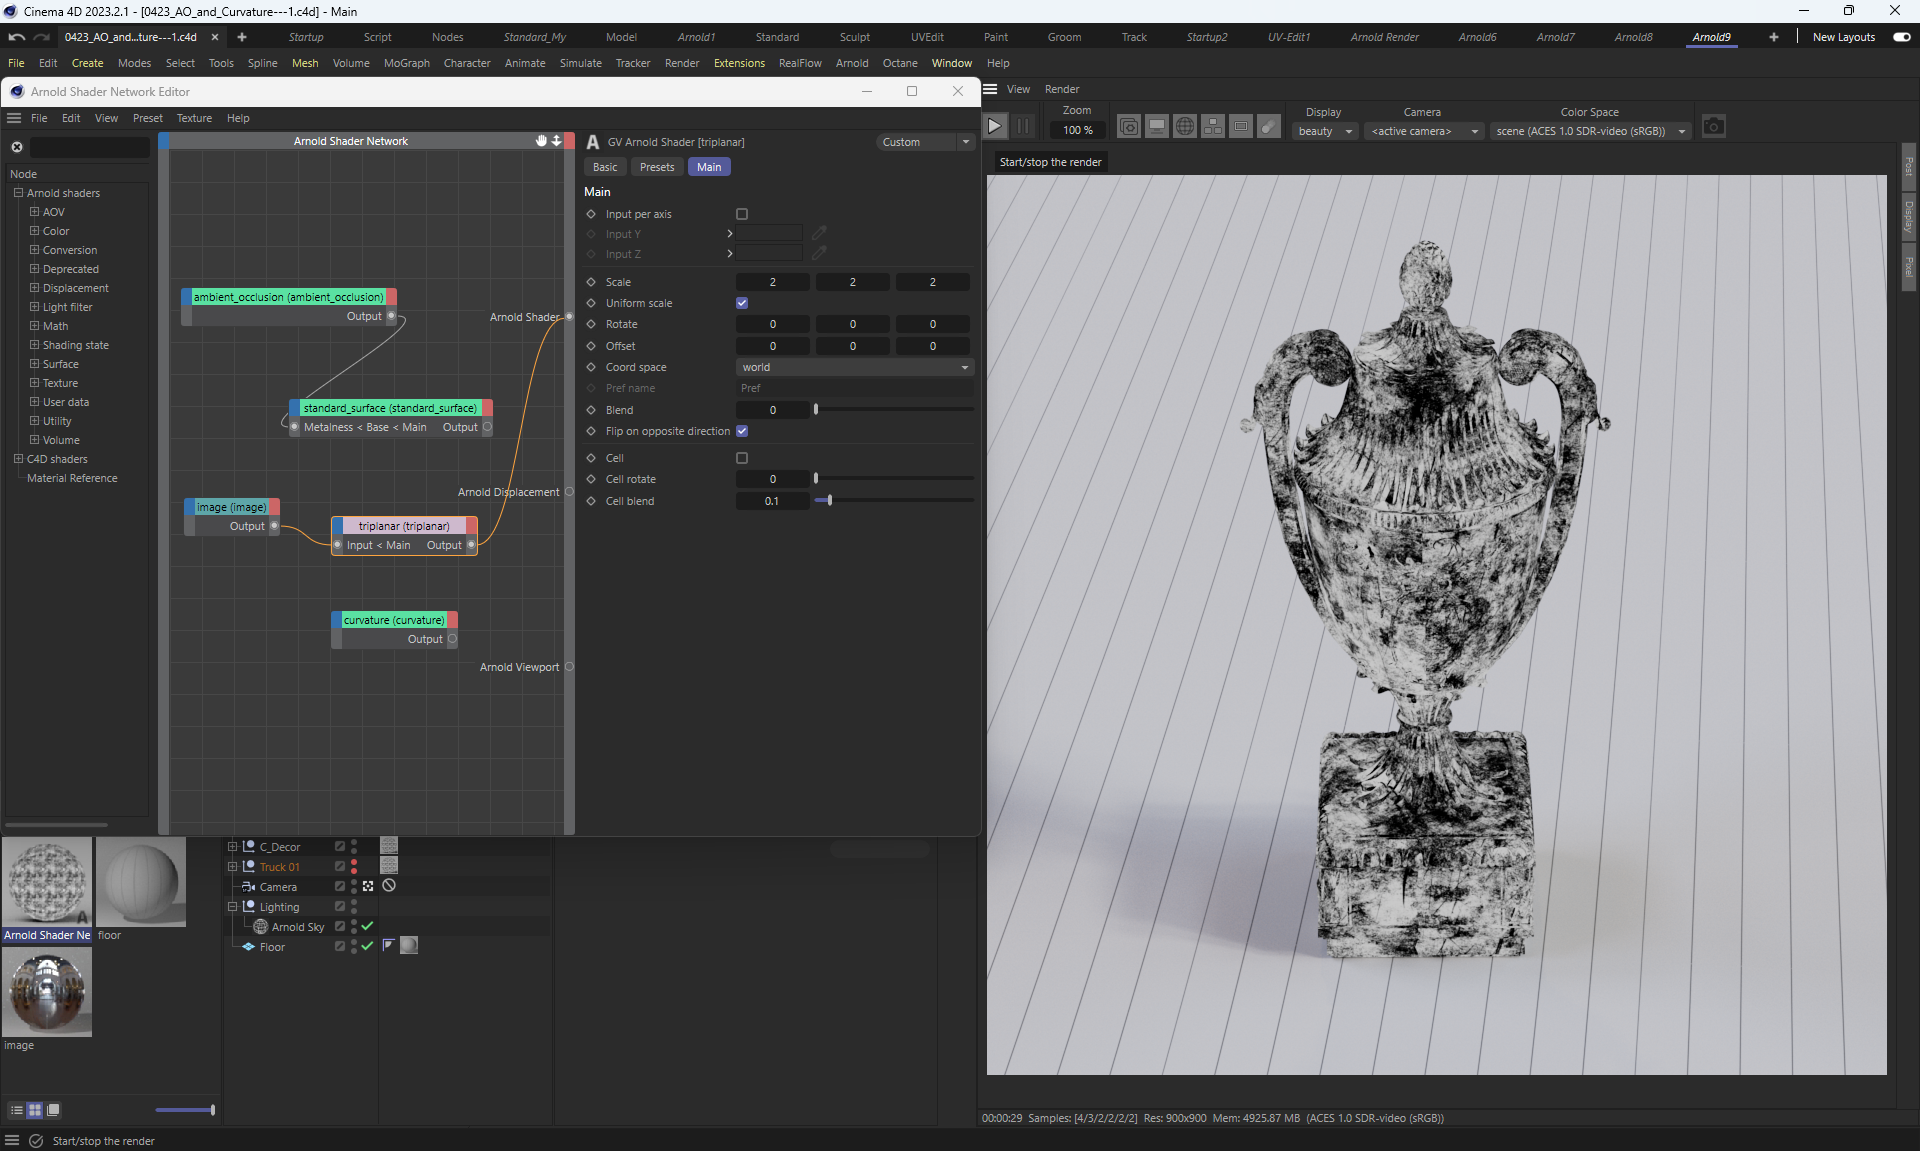 Cinema 4D 2023.2.1 - [0423_AO_and_Curvature---1.c4d] - Main
0423_AO_and...ture---1.c4d × + Startup Script Nodes Standard_My Model Arnold1 Standard Sculpt UVEdit Paint Groom Track Startup2 UV-Edit1 Arnold Render Arnold6 Arnold7 Arnold8 Arnold9 + New Layouts
File Edit Create Modes Select Tools Spline Mesh Volume MoGraph Character Animate Simulate Tracker Render Extensions RealFlow Arnold Octane Window Help
Arnold Shader Network Editor
File Edit View Preset Texture Help
Node
Arnold shaders
AOV
Color
Conversion
Deprecated
Displacement
Light filter
Math
Shading state
Surface
Texture
User data
Utility
Volume
C4D shaders
Material Reference
Arnold Shader Network
ambient_occlusion (ambient_occlusion)
Output
Arnold Shader
standard_surface (standard_surface)
Metalness < Base < Main Output
Arnold Displacement
image (image)
Output
triplanar (triplanar)
Input < Main Output
curvature (curvature)
Output
Arnold Viewport
GV Arnold Shader [triplanar]
Custom
Basic Presets Main
Main
Input per axis
Input Y
Input Z
Scale 2 2 2
Uniform scale
Rotate 0 0 0
Offset 0 0 0
Coord space world
Pref name Pref
Blend 0
Flip on opposite direction
Cell
Cell rotate 0
Cell blend 0.1
View Render
Zoom
100 %
Display
beauty
Camera
<active camera>
Color Space
scene (ACES 1.0 SDR-video (sRGB))
Start/stop the render
Post
Display
Pixel
00:00:29 Samples: [4/3/2/2/2/2] Res: 900x900 Mem: 4925.87 MB (ACES 1.0 SDR-video (sRGB))
Arnold Shader Ne
floor
image
C_Decor
Truck 01
Camera
Lighting
Arnold Sky
Floor
Start/stop the render